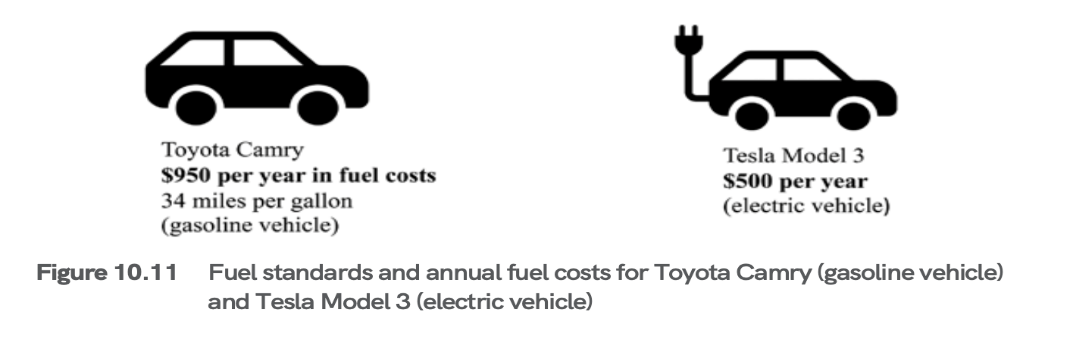 Toyota Camry
$950 per year in fuel costs
34 miles per gallon
(gasoline vehicle)
Tesla Model 3
$500 per year
(electric vehicle)
Figure 10.11 Fuel standards and annual fuel costs for Toyota Camry (gasoline vehicle)
and Tesla Model 3 (electric vehicle)